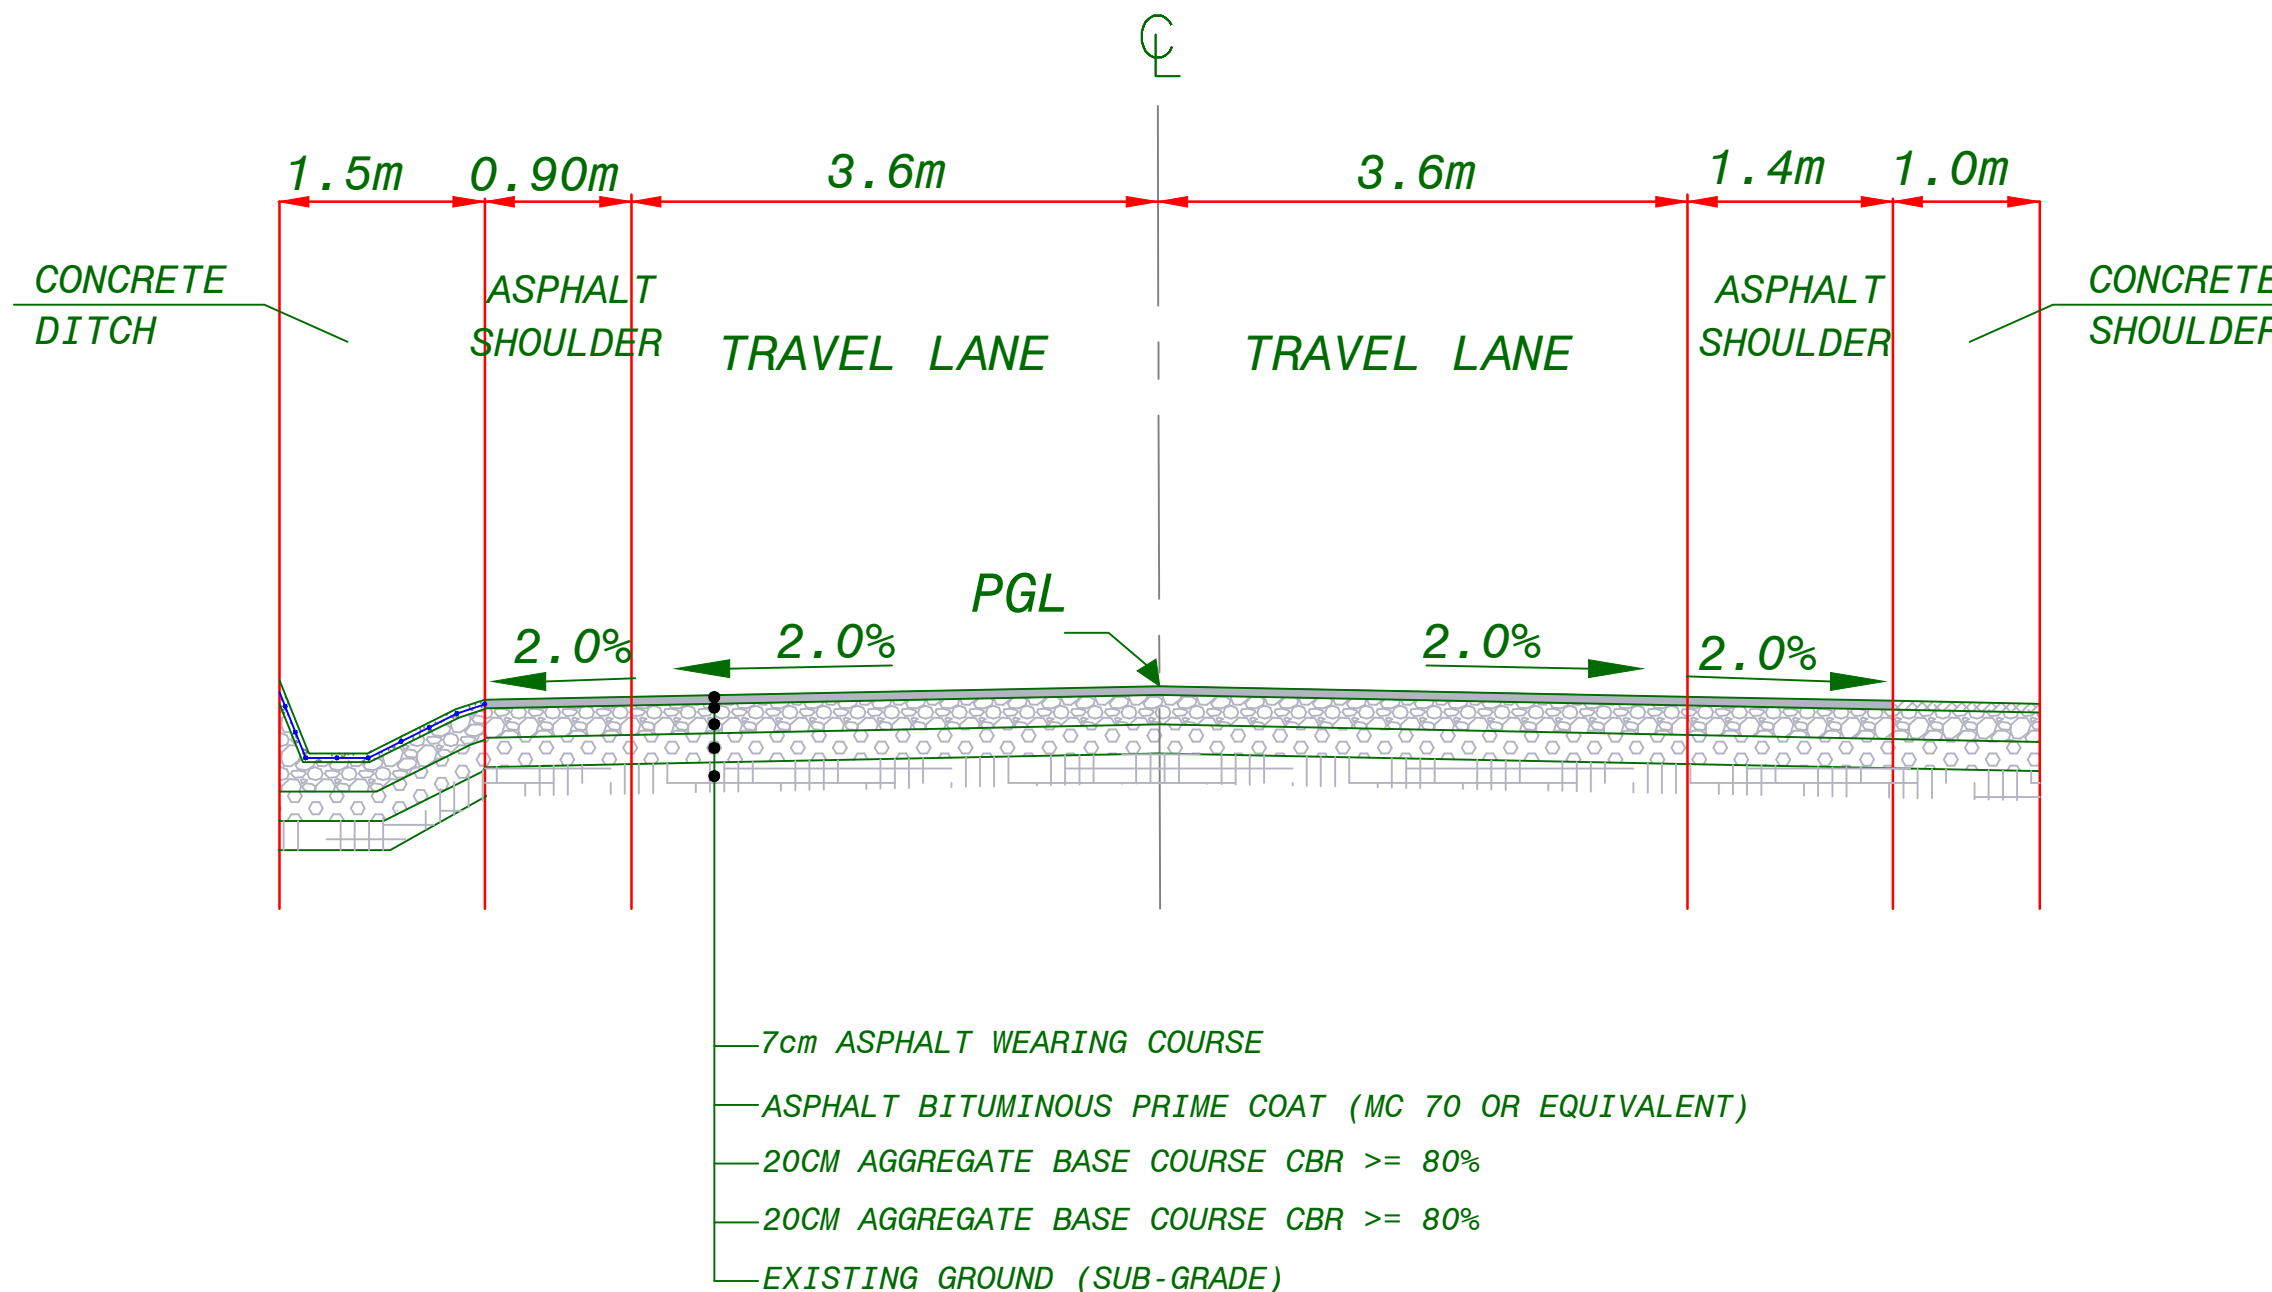 ℄
1.5m 0.90m 3.6m 3.6m 1.4m 1.0m
CONCRETE
DITCH
ASPHALT
SHOULDER
TRAVEL LANE
TRAVEL LANE
ASPHALT
SHOULDER
CONCRETE
SHOULDER
PGL
2.0% 2.0% 2.0% 2.0%
7cm ASPHALT WEARING COURSE
ASPHALT BITUMINOUS PRIME COAT (MC 70 OR EQUIVALENT)
20CM AGGREGATE BASE COURSE CBR >= 80%
20CM AGGREGATE BASE COURSE CBR >= 80%
EXISTING GROUND (SUB-GRADE)